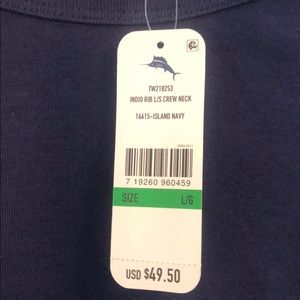 TW218253
INDIO RIB L/S CREW NECK
16615-ISLAND NAVY
7 19260 960459
SIZE L/G
USD $49.50